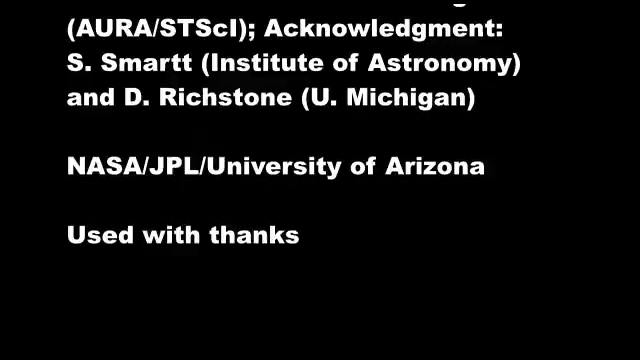 (AURA/STScI); Acknowledgment:
S. Smartt (Institute of Astronomy)
and D. Richstone (U. Michigan)
NASA/JPL/University of Arizona
Used with thanks